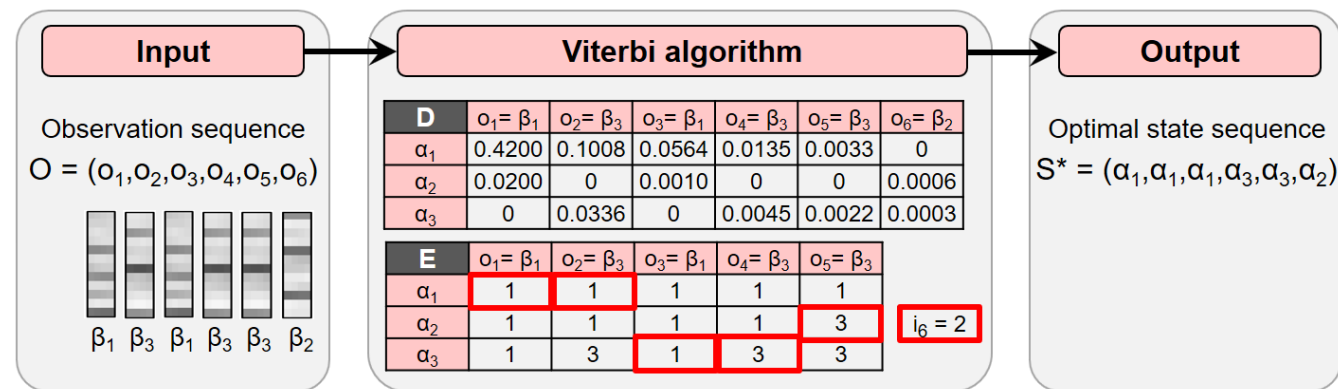 Input
Observation sequence
O = (o₁,o₂,o₃,o₄,o₅,o₆)
β₁ β₃ β₁ β₃ β₃ β₂
Viterbi algorithm
D o₁= β₁ o₂= β₃ o₃= β₁ o₄= β₃ o₅= β₃ o₆= β₂
α₁ 0.4200 0.1008 0.0564 0.0135 0.0033 0
α₂ 0.0200 0 0.0010 0 0 0.0006
α₃ 0 0.0336 0 0.0045 0.0022 0.0003
E o₁= β₁ o₂= β₃ o₃= β₁ o₄= β₃ o₅= β₃
α₁ 1 1 1 1 1
α₂ 1 1 1 1 3 i₆ = 2
α₃ 1 3 1 3 3
Output
Optimal state sequence
S* = (α₁,α₁,α₁,α₃,α₃,α₂)